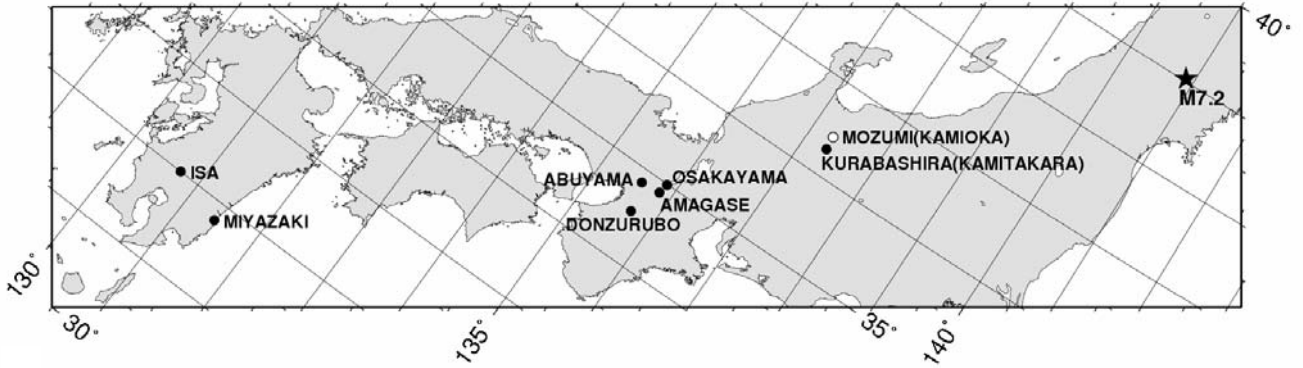 40°
M7.2
MOZUMI(KAMIOKA)
KURABASHIRA(KAMITAKARA)
ISA
ABUYAMA
OSAKAYAMA
AMAGASE
MIYAZAKI
DONZURUBO
130°
30°
135°
35°
140°